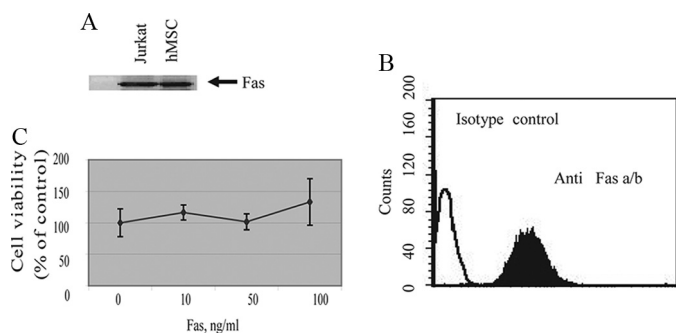 A
Jurkat
hMSC
Fas
B
200
160
120
80
40
0
Counts
Isotype control
Anti Fas a/b
C
Cell viability
(% of control)
200
150
100
50
0
0 10 50 100
Fas, ng/ml